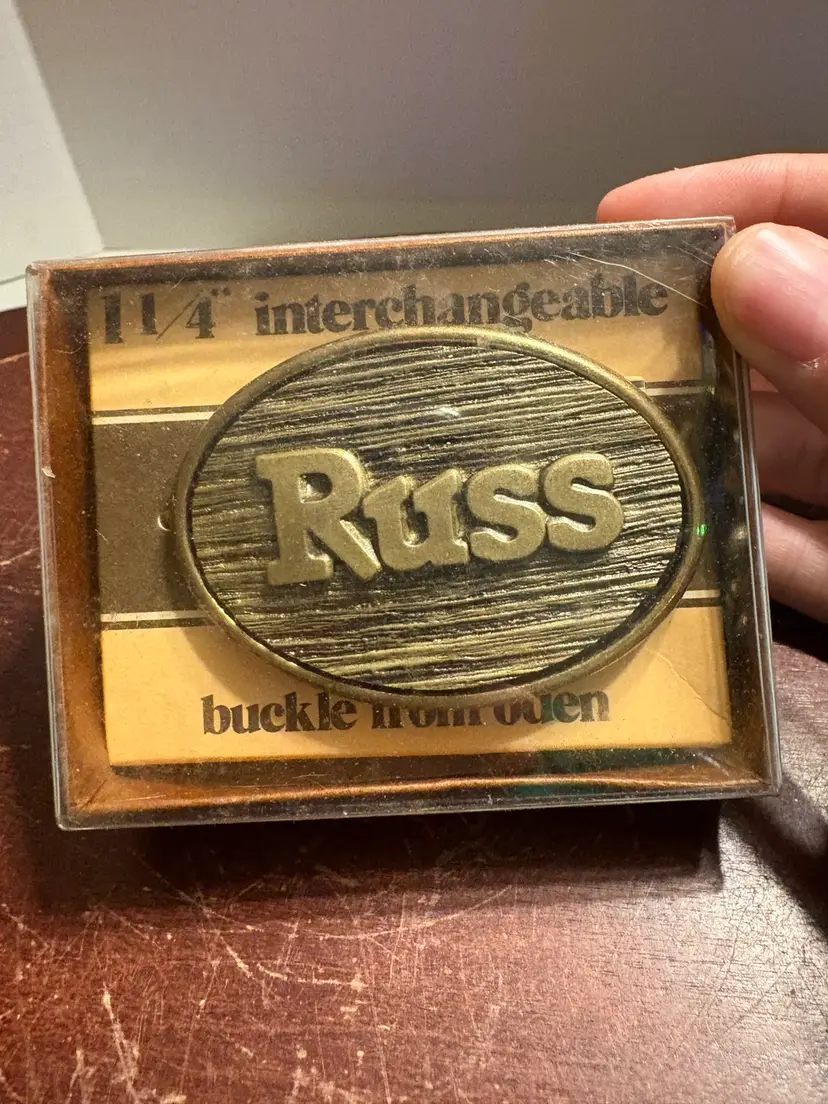 1 1/4" interchangeable
Russ
buckle from oden